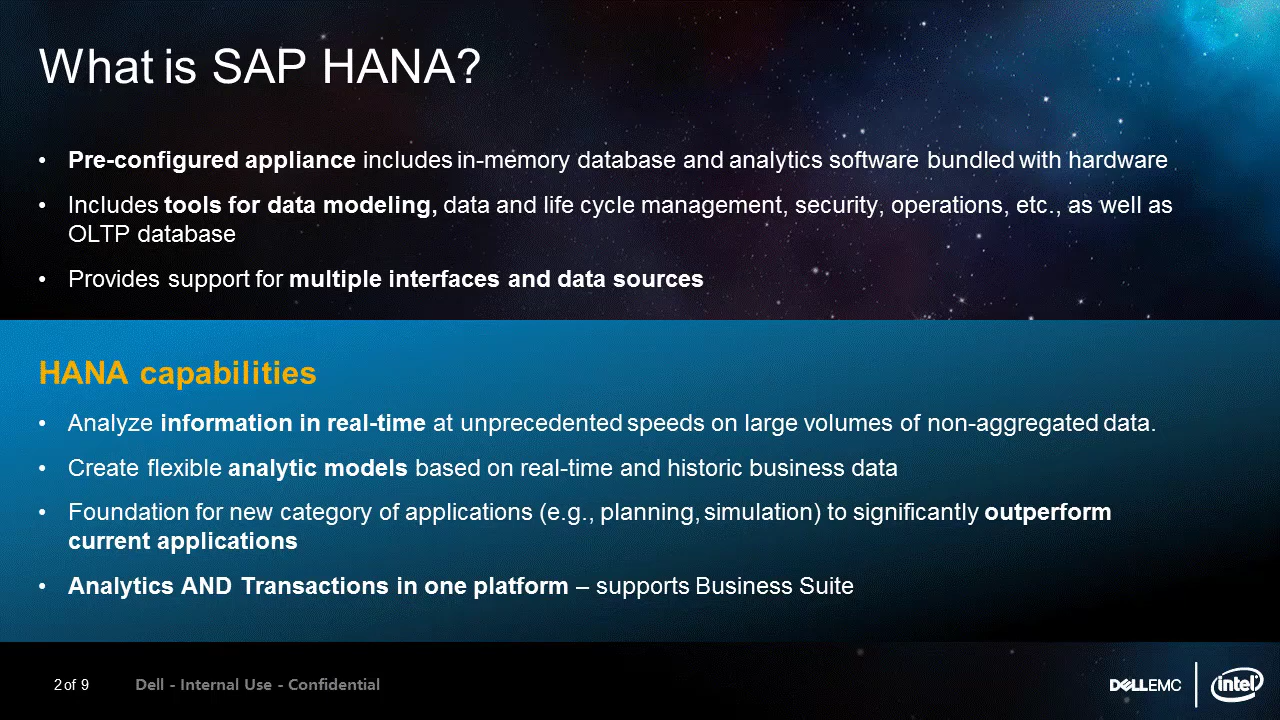 What is SAP HANA?
• Pre-configured appliance includes in-memory database and analytics software bundled with hardware
• Includes tools for data modeling, data and life cycle management, security, operations, etc., as well as
OLTP database
• Provides support for multiple interfaces and data sources
HANA capabilities
• Analyze information in real-time at unprecedented speeds on large volumes of non-aggregated data.
• Create flexible analytic models based on real-time and historic business data
• Foundation for new category of applications (e.g., planning, simulation) to significantly outperform
current applications
• Analytics AND Transactions in one platform – supports Business Suite
2 of 9 Dell - Internal Use - Confidential DELLEMC intel